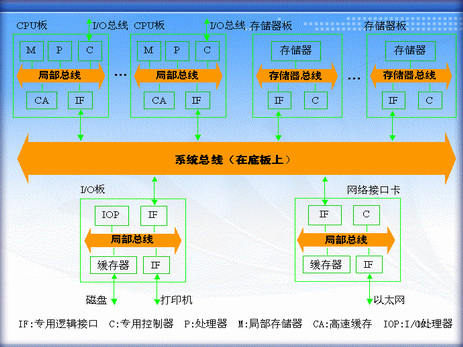 CPU板 I/O总线 CPU板 I/O总线 存储器板 存储器板
M P C M P C 存储器 存储器
局部总线 … 局部总线 存储器总线 … 存储器总线
CA IF CA IF IF C IF C
系统总线（在底板上）
I/O板 网络接口卡
IOP IF IF C
局部总线 局部总线
缓存器 IF 缓存器 IF
磁盘 打印机 以太网
IF:专用逻辑接口 C:专用控制器 P:处理器 M:局部存储器 CA:高速缓存 IOP:I/O处理器